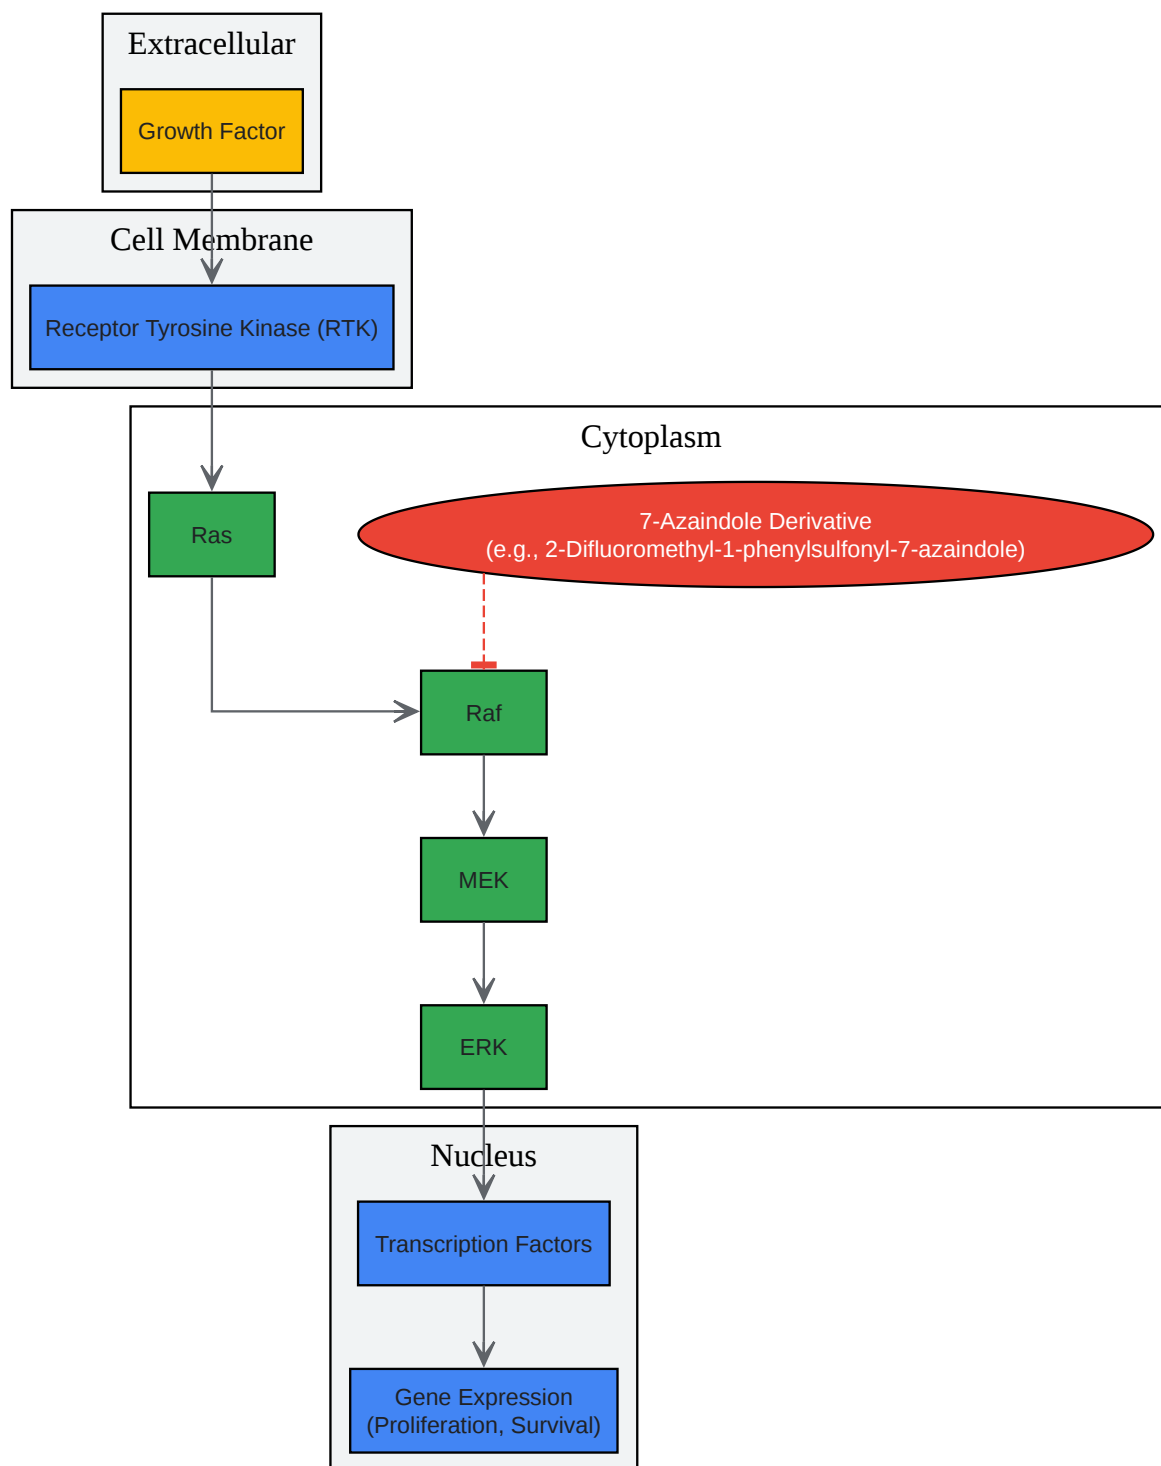 Extracellular
Growth Factor
Cell Membrane
Receptor Tyrosine Kinase (RTK)
Cytoplasm
Ras
7-Azaindole Derivative
(e.g., 2-Difluoromethyl-1-phenylsulfonyl-7-azaindole)
Raf
MEK
ERK
Nucleus
Transcription Factors
Gene Expression
(Proliferation, Survival)